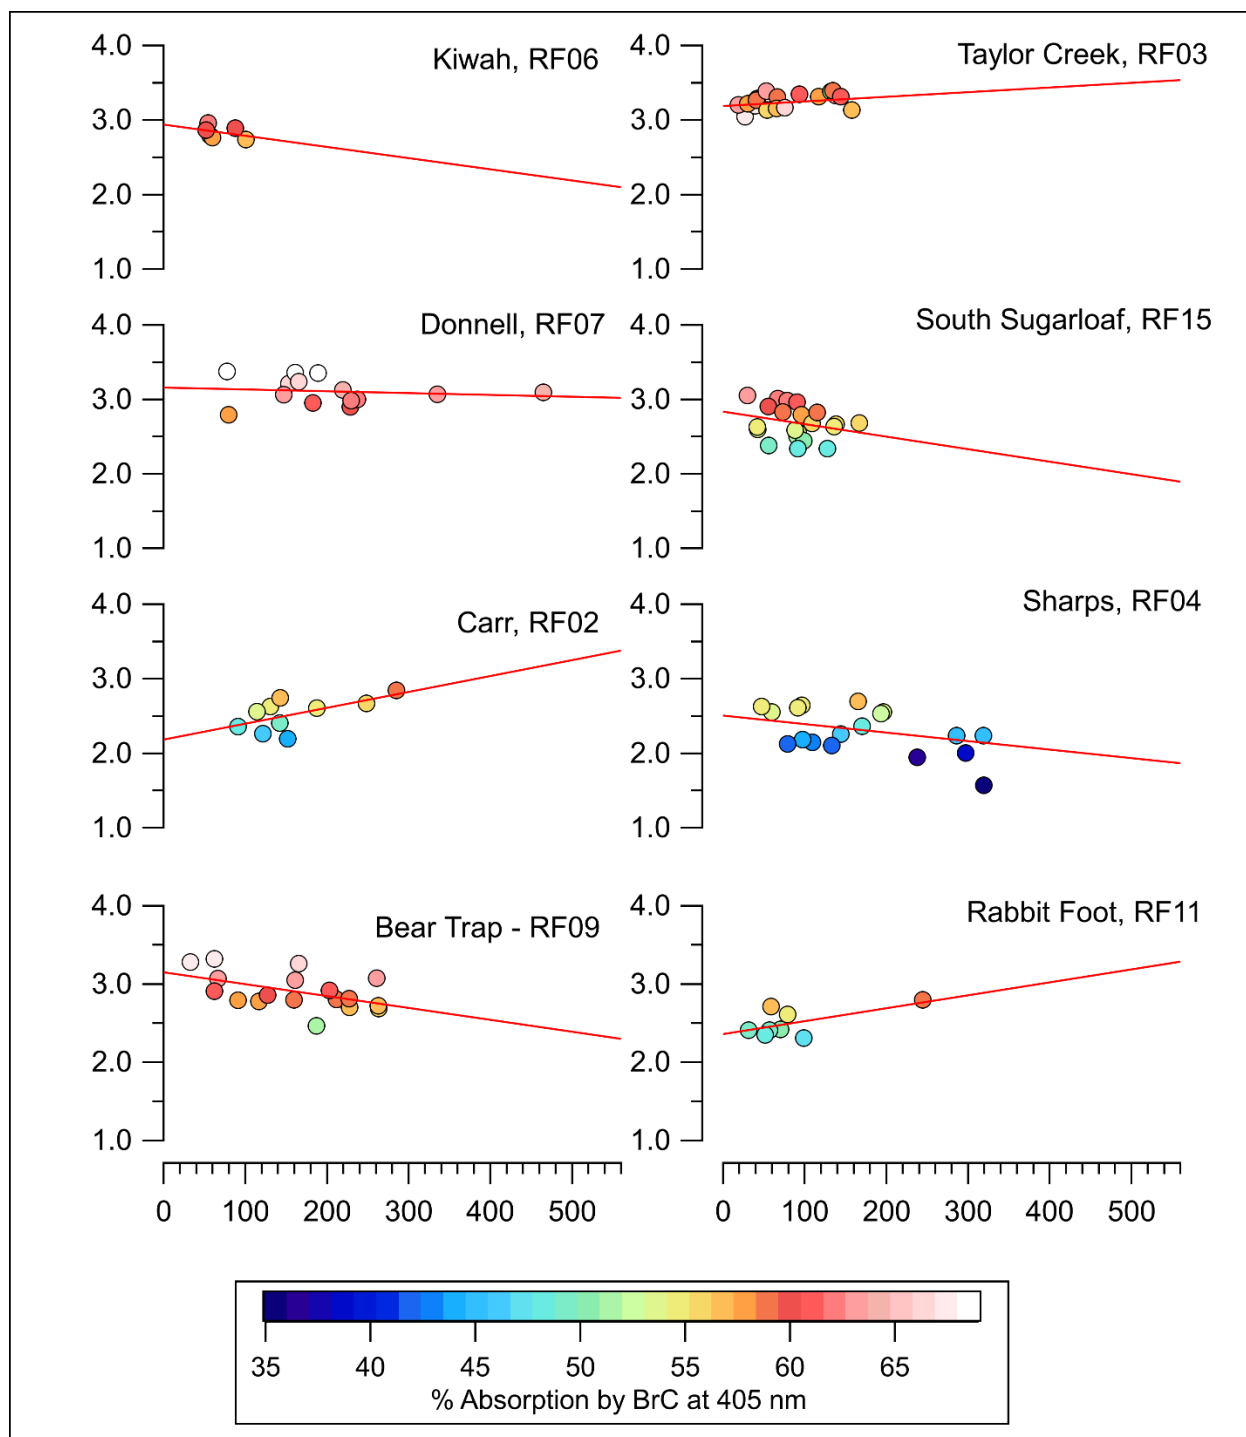 Kiwah, RF06
4.0
3.0
2.0
1.0
Taylor Creek, RF03
4.0
3.0
2.0
1.0
Donnell, RF07
4.0
3.0
2.0
1.0
South Sugarloaf, RF15
4.0
3.0
2.0
1.0
Carr, RF02
4.0
3.0
2.0
1.0
Sharps, RF04
4.0
3.0
2.0
1.0
Bear Trap - RF09
4.0
3.0
2.0
1.0
0 100 200 300 400 500
Rabbit Foot, RF11
4.0
3.0
2.0
1.0
0 100 200 300 400 500
35 40 45 50 55 60 65
% Absorption by BrC at 405 nm